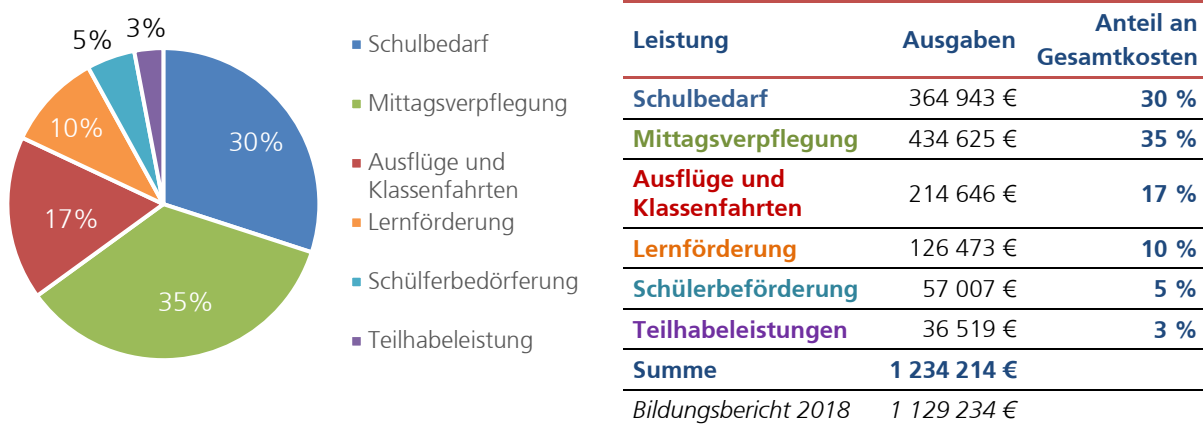 3%
5%
10%
30%
17%
35%
Schulbedarf
Mittagsverpflegung
Ausflüge und
Klassenfahrten
Lernförderung
Schülferbedörferung
Teilhabeleistung
Leistung Ausgaben Anteil an
Gesamtkosten
Schulbedarf 364 943 € 30 %
Mittagsverpflegung 434 625 € 35 %
Ausflüge und
Klassenfahrten 214 646 € 17 %
Lernförderung 126 473 € 10 %
Schülerbeförderung 57 007 € 5 %
Teilhabeleistungen 36 519 € 3 %
Summe 1 234 214 €
Bildungsbericht 2018 1 129 234 €